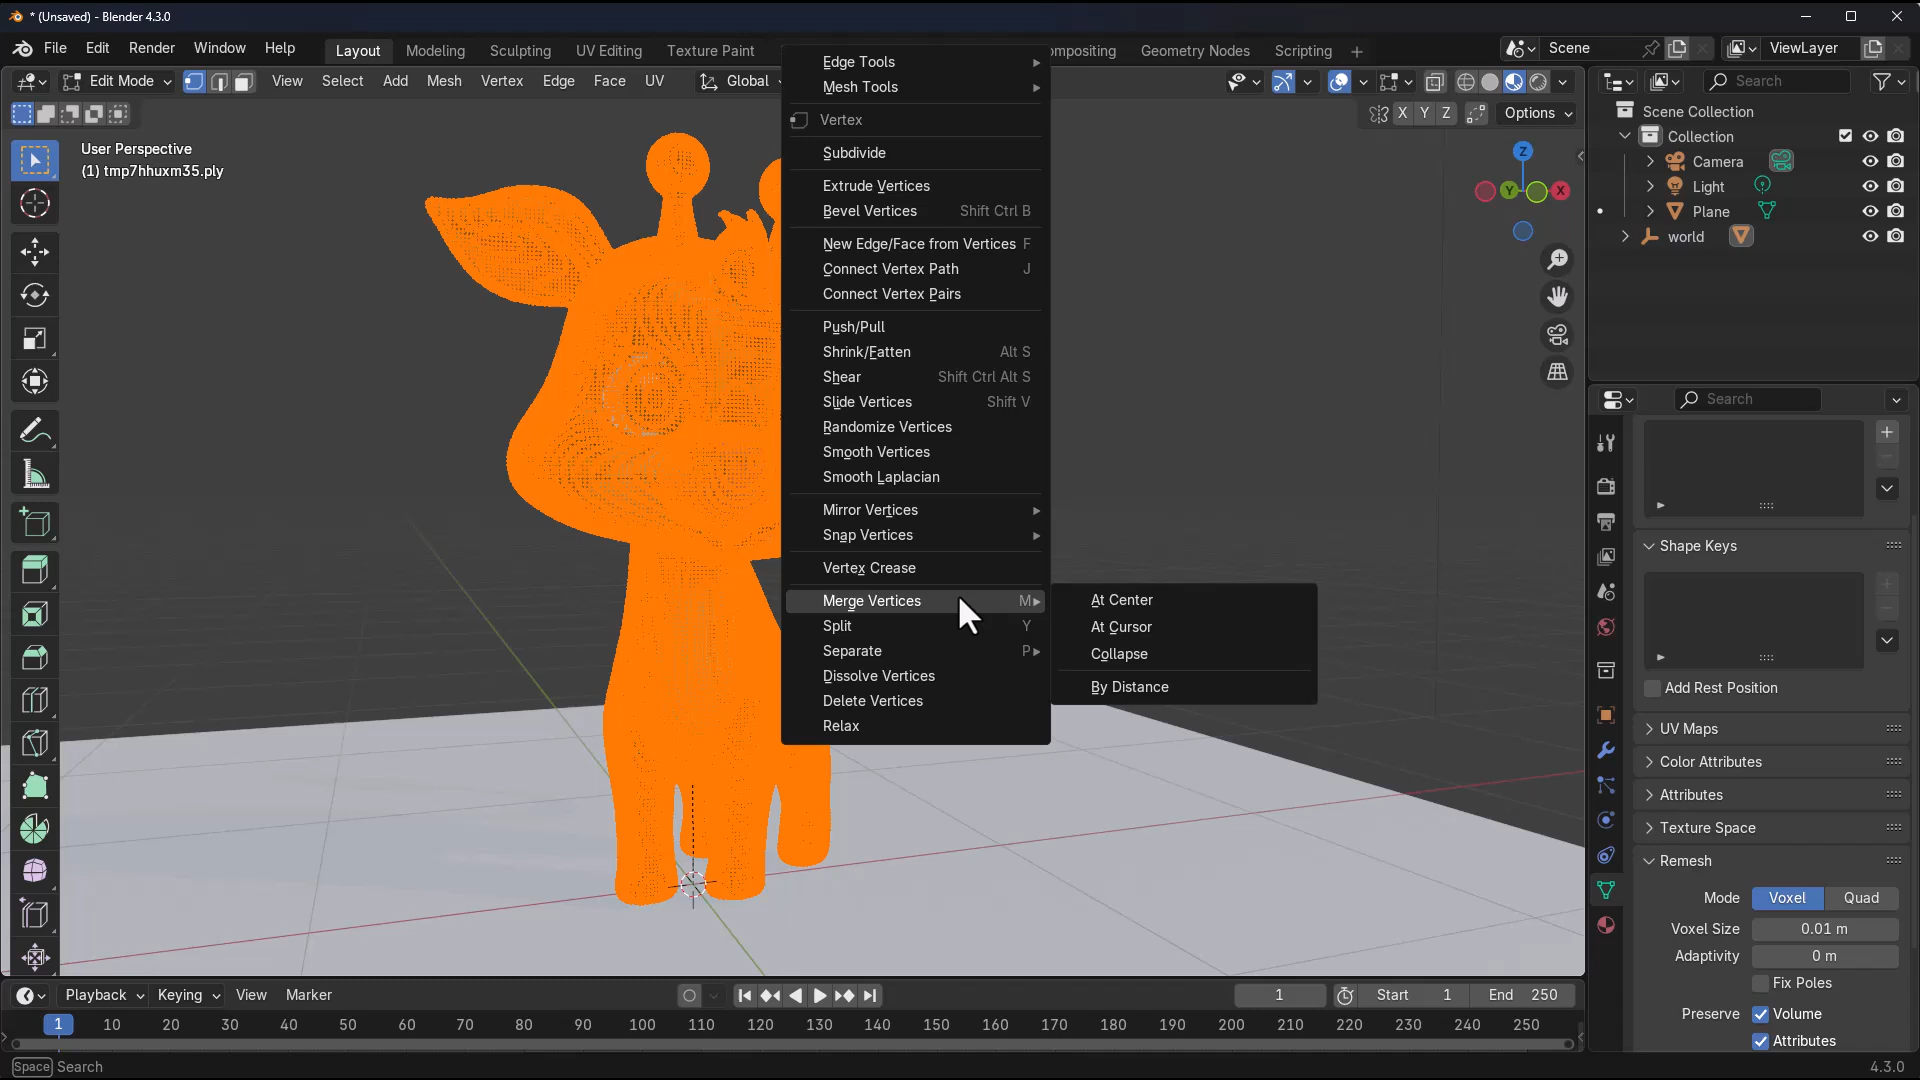 * (Unsaved) - Blender 4.3.0
File Edit Render Window Help
Layout Modeling Sculpting UV Editing Texture Paint
ompositing Geometry Nodes Scripting +
Scene
ViewLayer
Edit Mode
View Select Add Mesh Vertex Edge Face UV
Global
Search
X Y Z
Options
User Perspective
(1) tmp7hhuxm35.ply
Z
Y
X
Edge Tools
Mesh Tools
Vertex
Subdivide
Extrude Vertices
Bevel Vertices Shift Ctrl B
New Edge/Face from Vertices F
Connect Vertex Path J
Connect Vertex Pairs
Push/Pull
Shrink/Fatten Alt S
Shear Shift Ctrl Alt S
Slide Vertices Shift V
Randomize Vertices
Smooth Vertices
Smooth Laplacian
Mirror Vertices
Snap Vertices
Vertex Crease
Merge Vertices M
Split Y
Separate P
Dissolve Vertices
Delete Vertices
Relax
At Center
At Cursor
Collapse
By Distance
Scene Collection
Collection
Camera
Light
Plane
world
Search
Shape Keys
Add Rest Position
UV Maps
Color Attributes
Attributes
Texture Space
Remesh
Mode Voxel Quad
Voxel Size 0.01 m
Adaptivity 0 m
Fix Poles
Preserve Volume
Attributes
Playback Keying View Marker
1
Start 1
End 250
1 10 20 30 40 50 60 70 80 90 100 110 120 130 140 150 160 170 180 190 200 210 220 230 240 250
Space Search
4.3.0